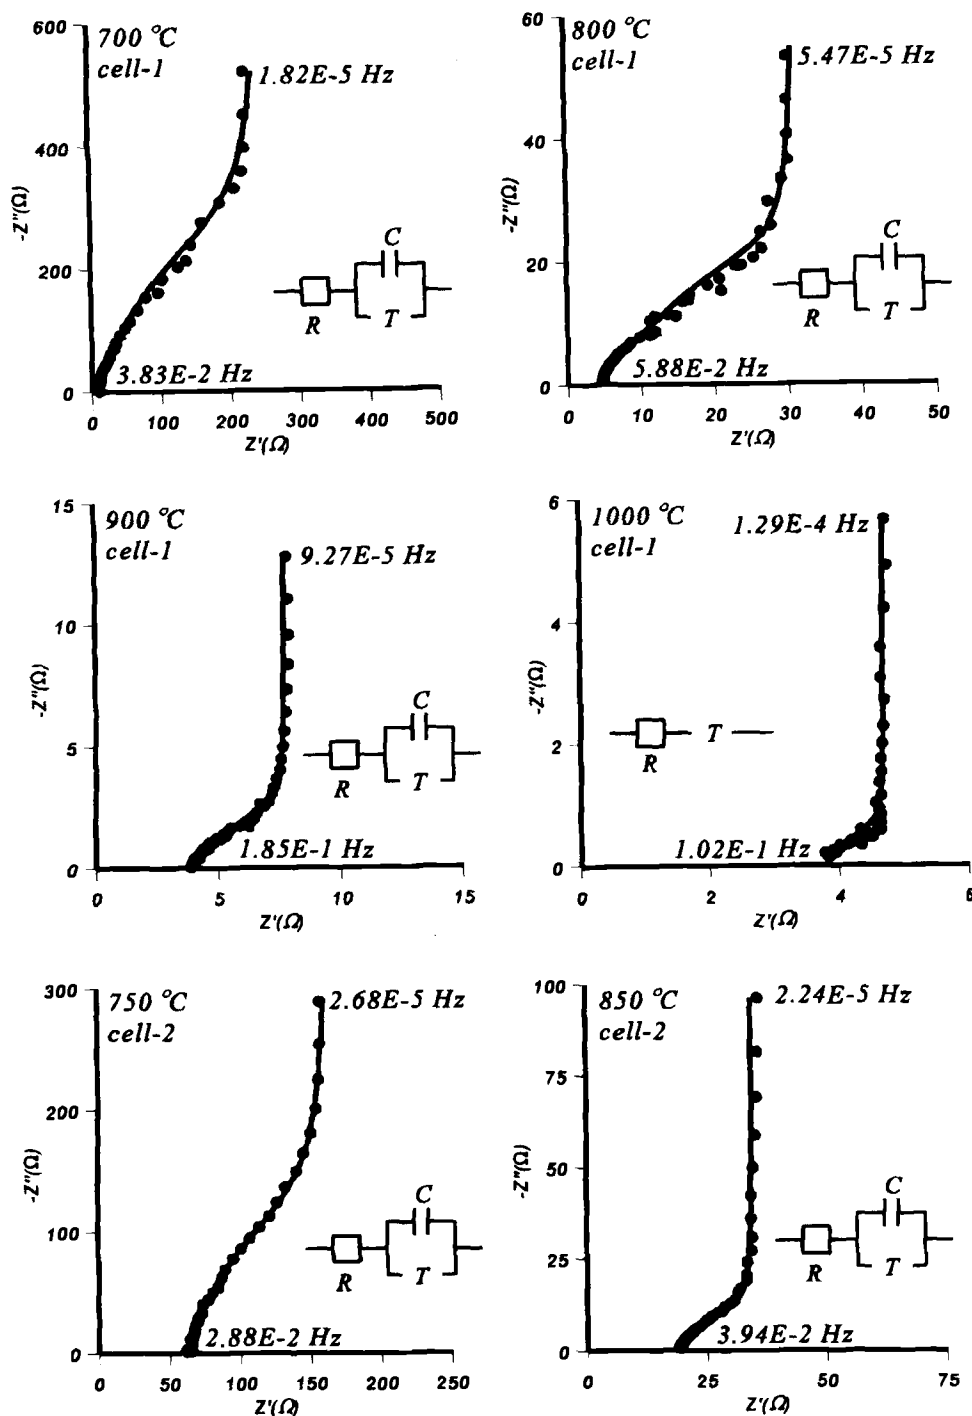 600
700 °C
cell-1
1.82E-5 Hz
400
-Z"(Ω)
200
C
R
T
3.83E-2 Hz
0
0 100 200 300 400 500
Z'(Ω)
60
800 °C
cell-1
5.47E-5 Hz
40
-Z"(Ω)
20
C
R
T
5.88E-2 Hz
0
0 10 20 30 40 50
Z'(Ω)
15
900 °C
cell-1
9.27E-5 Hz
10
-Z"(Ω)
5
C
R
T
1.85E-1 Hz
0
0 5 10 15
Z'(Ω)
6
1000 °C
cell-1
1.29E-4 Hz
4
-Z"(Ω)
2
T
R
1.02E-1 Hz
0
0 2 4 6
Z'(Ω)
300
750 °C
cell-2
2.68E-5 Hz
200
-Z"(Ω)
100
C
R
T
2.88E-2 Hz
0
0 50 100 150 200 250
Z'(Ω)
100
850 °C
cell-2
2.24E-5 Hz
75
-Z"(Ω)
50
25
C
R
T
3.94E-2 Hz
0
0 25 50 75
Z'(Ω)